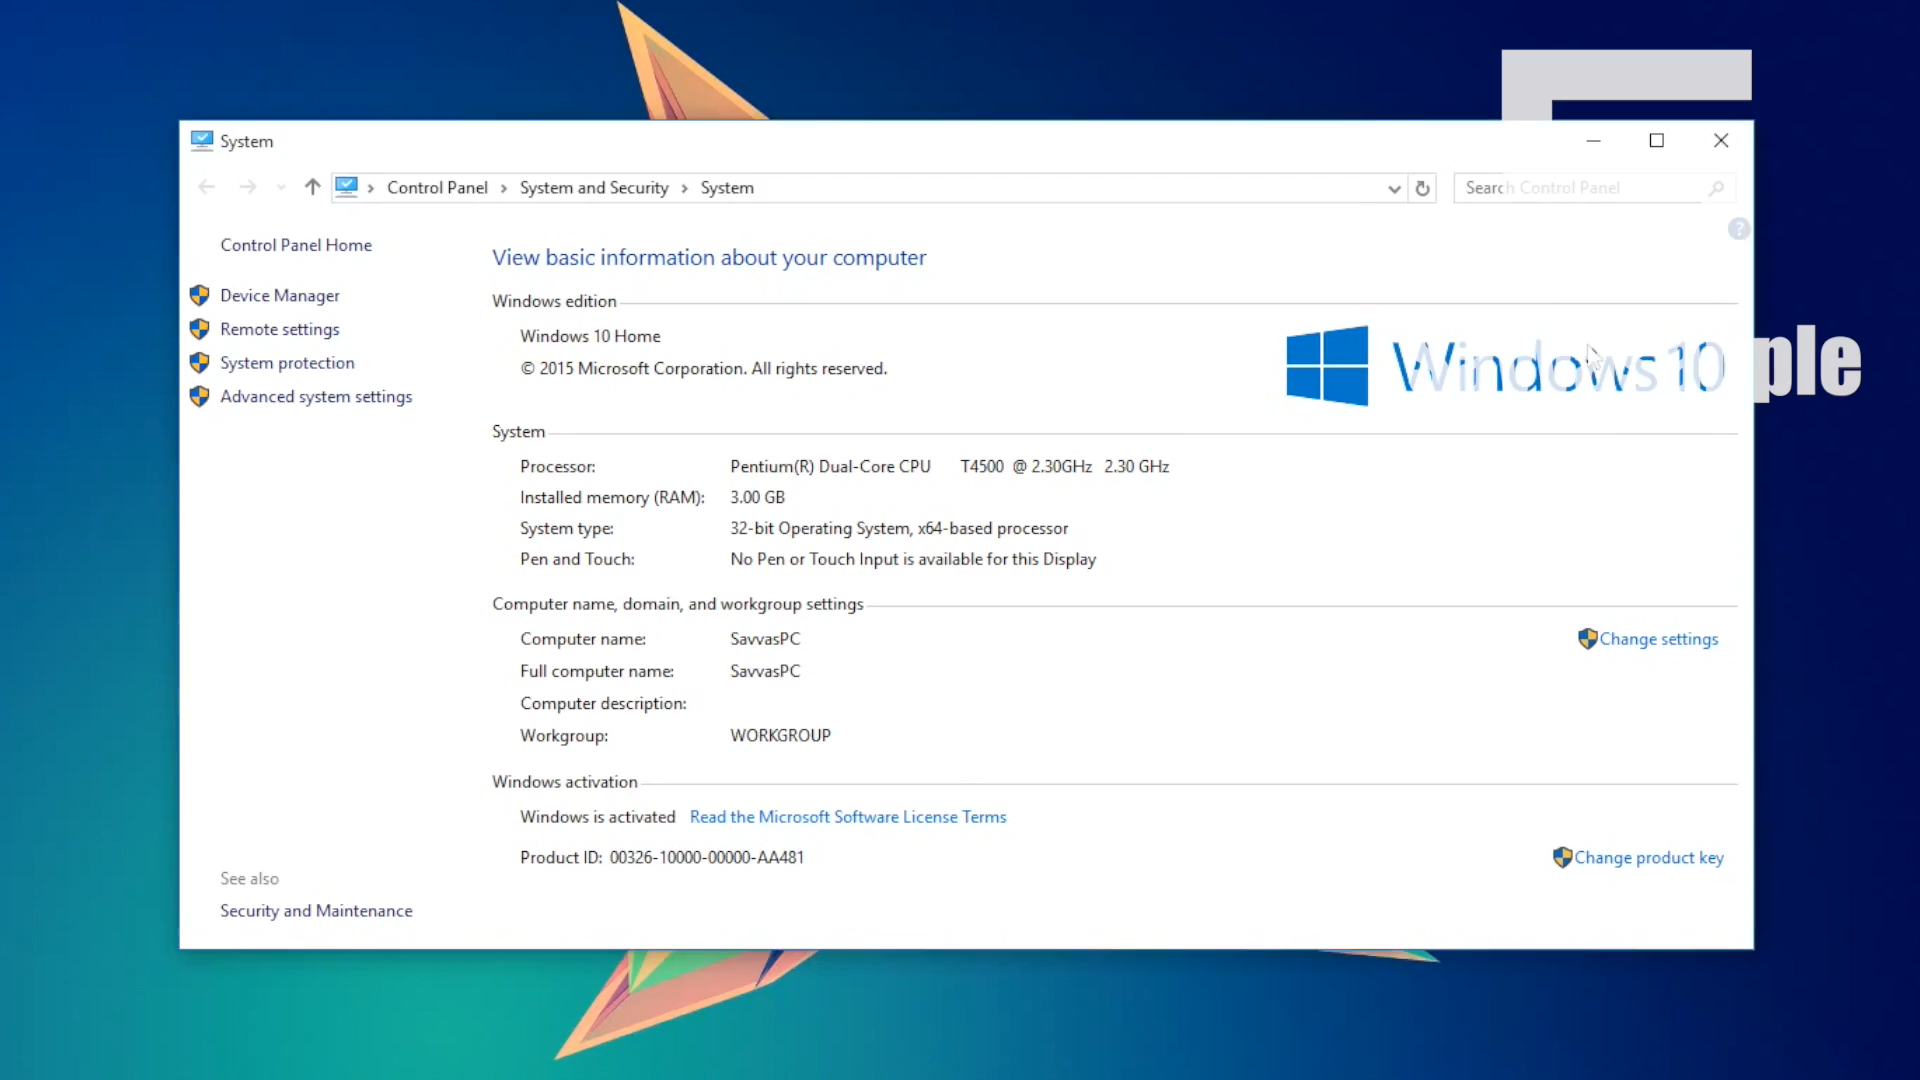 System
Control Panel > System and Security > System
Search Control Panel
?
Control Panel Home
Device Manager
Remote settings
System protection
Advanced system settings
View basic information about your computer
Windows edition
Windows 10 Home
© 2015 Microsoft Corporation. All rights reserved.
Windows 10
ple
System
Processor: Pentium(R) Dual-Core CPU T4500 @ 2.30GHz 2.30 GHz
Installed memory (RAM): 3.00 GB
System type: 32-bit Operating System, x64-based processor
Pen and Touch: No Pen or Touch Input is available for this Display
Computer name, domain, and workgroup settings
Computer name: SavvasPC
Change settings
Full computer name: SavvasPC
Computer description:
Workgroup: WORKGROUP
Windows activation
Windows is activated Read the Microsoft Software License Terms
Product ID: 00326-10000-00000-AA481
Change product key
See also
Security and Maintenance